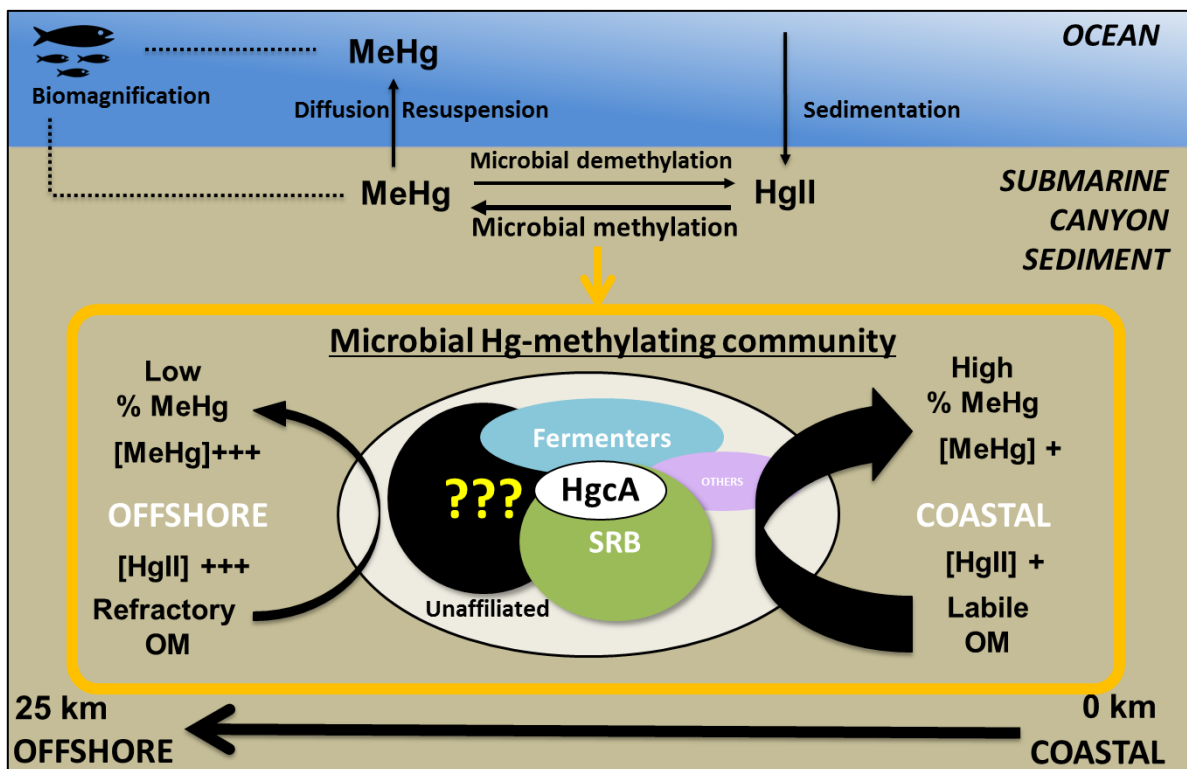 OCEAN
MeHg
Biomagnification
Diffusion Resuspension
Sedimentation
Microbial demethylation
MeHg
HgII
Microbial methylation
SUBMARINE
CANYON
SEDIMENT
Microbial Hg-methylating community
Low
% MeHg
[MeHg]+++
OFFSHORE
[HgII] +++
Refractory
OM
Fermenters
???
HgcA
OTHERS
SRB
Unaffiliated
High
% MeHg
[MeHg] +
COASTAL
[HgII] +
Labile
OM
25 km
OFFSHORE
0 km
COASTAL